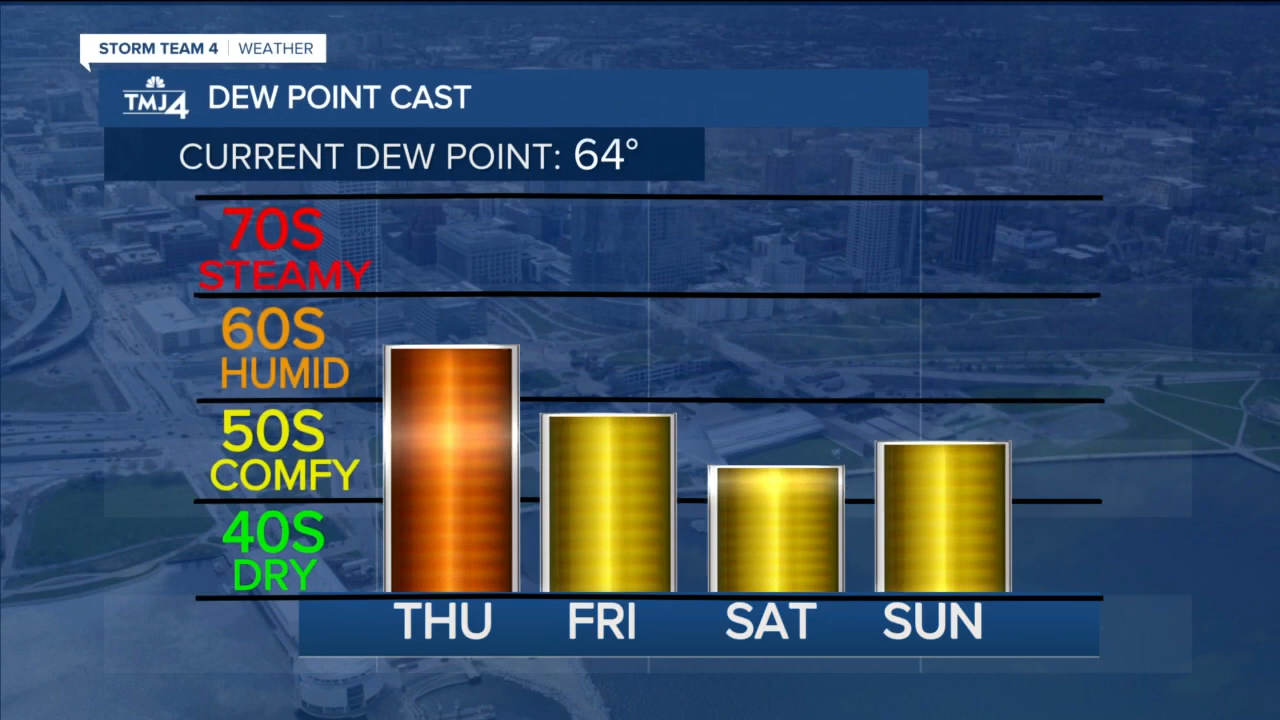 STORM TEAM 4 | WEATHER
TMJ4 DEW POINT CAST
CURRENT DEW POINT: 64°
70S
STEAMY
60S
HUMID
50S
COMFY
40S
DRY
THU FRI SAT SUN